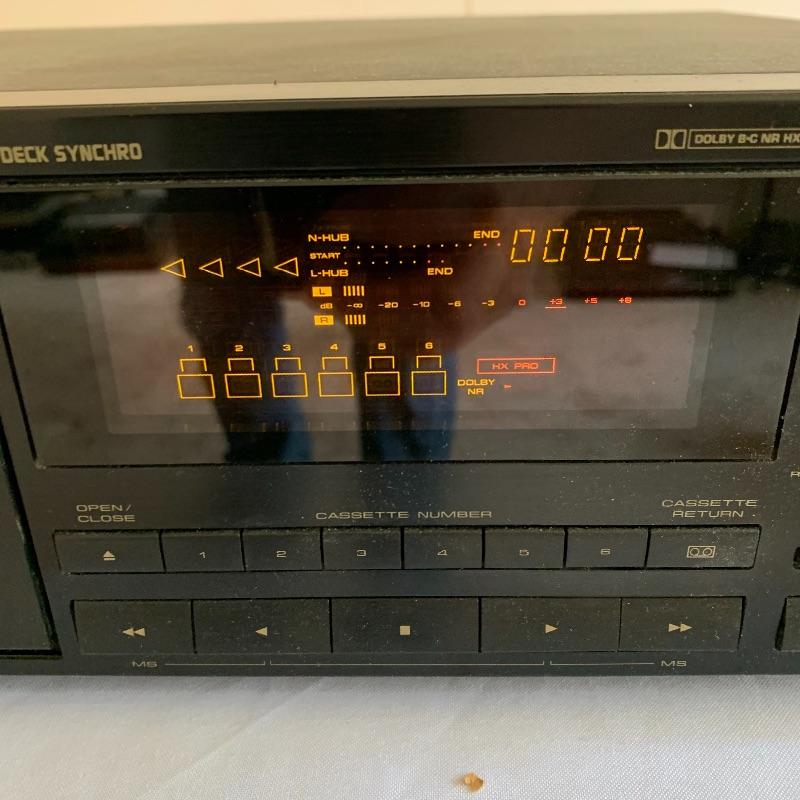 DECK SYNCHRO
DOLBY B-C NR HX
N-HUB
END
00 00
START
L-HUB
END
L
dB -∞ -20 -10 -6 -3 0 +3 +5 +8
R
1 2 3 4 5 6
HX PRO
DOLBY
NR
OPEN/
CLOSE
CASSETTE NUMBER
CASSETTE
RETURN
1 2 3 4 5 6
MS
MS